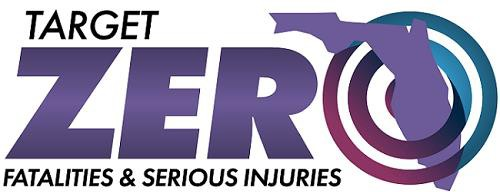 TARGET
ZERO
FATALITIES & SERIOUS INJURIES